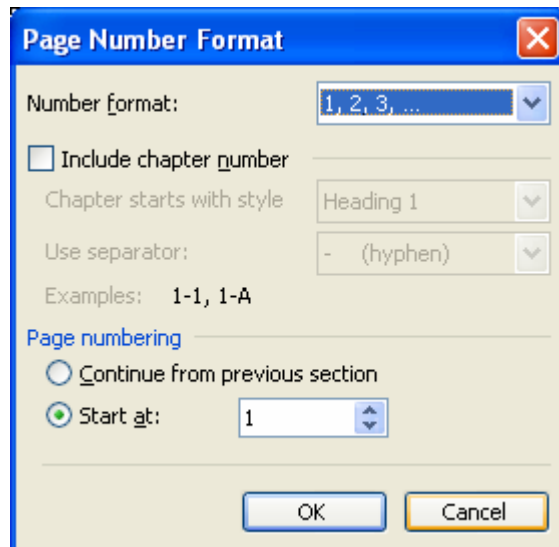 Page Number Format
Number format: 1, 2, 3, ...
Include chapter number
Chapter starts with style Heading 1
Use separator: - (hyphen)
Examples: 1-1, 1-A
Page numbering
Continue from previous section
Start at: 1
OK Cancel